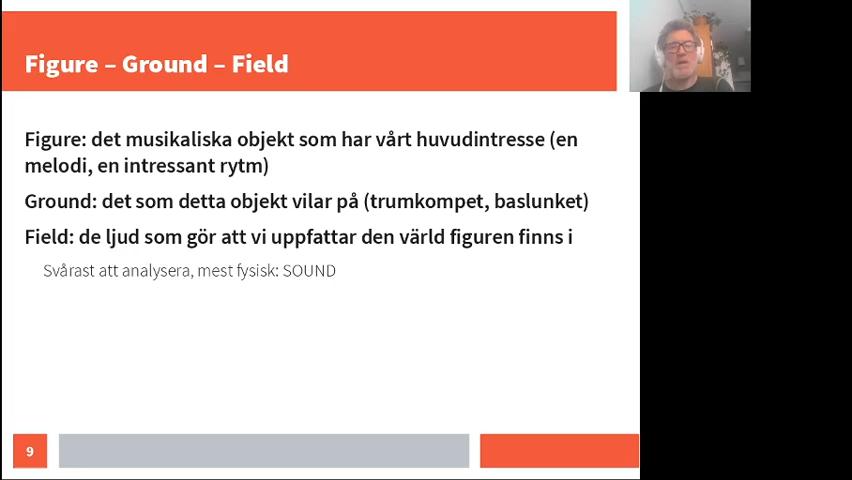 Figure – Ground – Field
Figure: det musikaliska objekt som har vårt huvudintresse (en
melodi, en intressant rytm)
Ground: det som detta objekt vilar på (trumkompet, baslunket)
Field: de ljud som gör att vi uppfattar den värld figuren finns i
Svårast att analysera, mest fysisk: SOUND
9